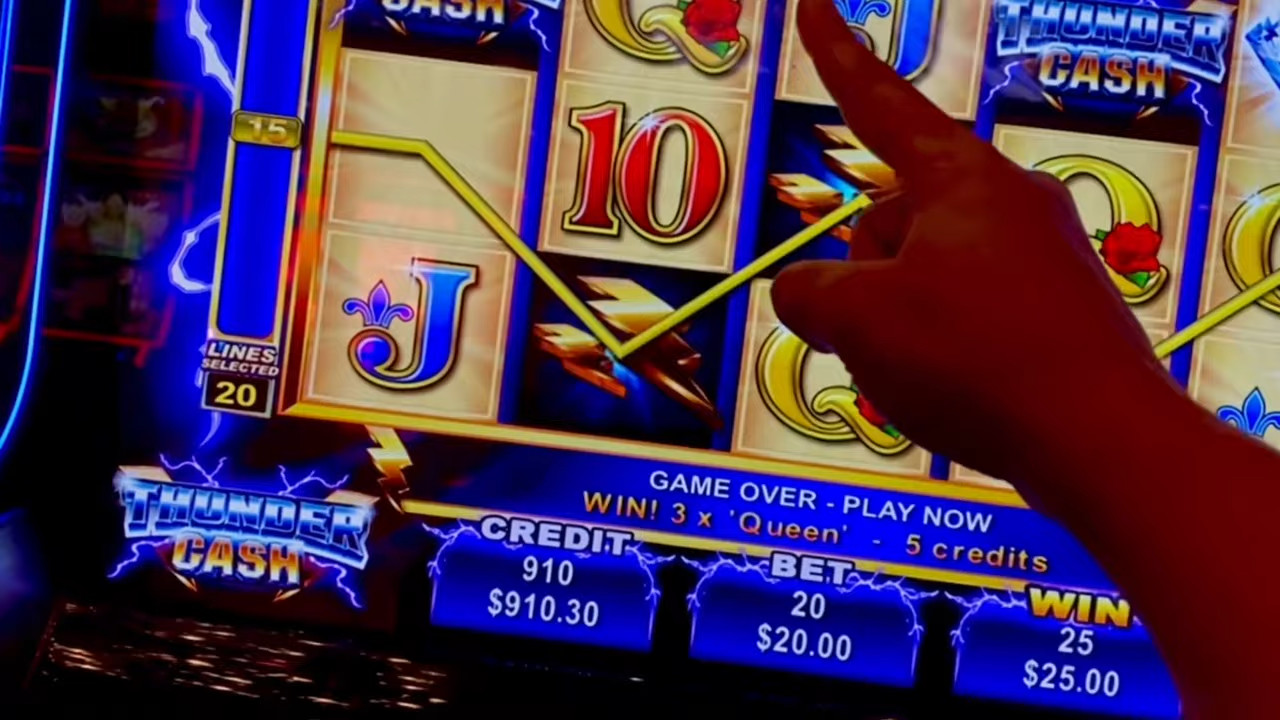 CASH
Q
J
THUNDER
CASH
15
10
Q
J
Q
LINES
SELECTED
20
GAME OVER - PLAY NOW
WIN! 3 x 'Queen' - 5 credits
THUNDER
CASH
CREDIT
910
$910.30
BET
20
$20.00
WIN
25
$25.00